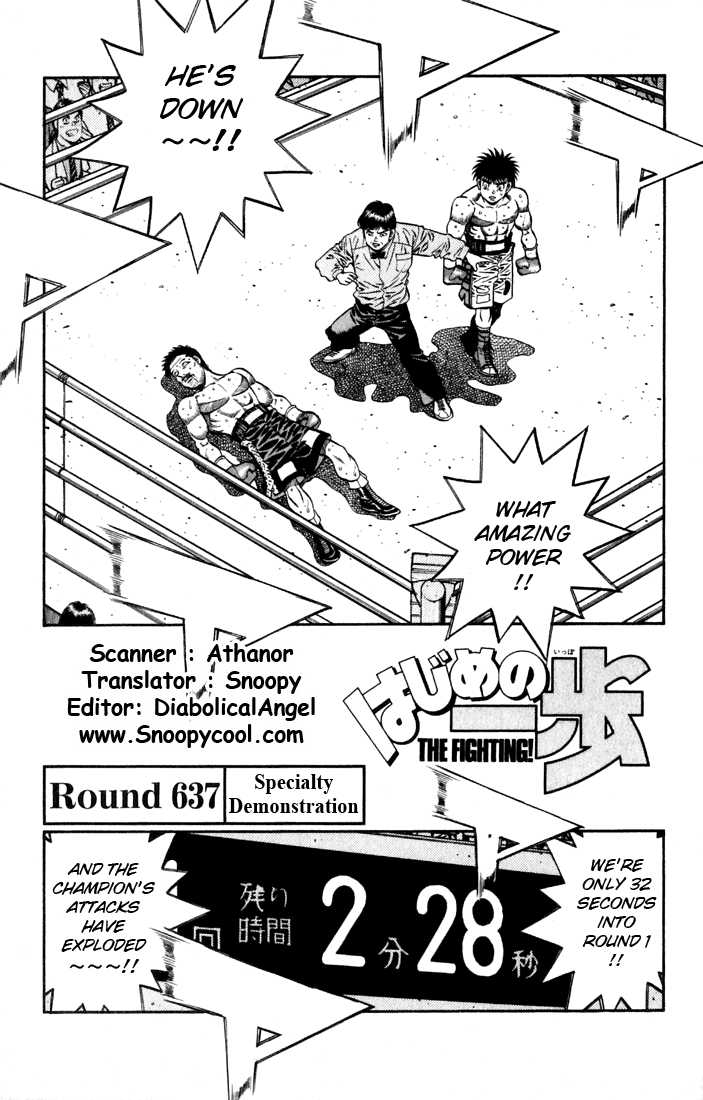 HE'S
DOWN
~~!!
WHAT
AMAZING
POWER
!!
Scanner : Athanor
Translator : Snoopy
Editor: DiabolicalAngel
www.Snoopycool.com
いっぽ
はじめの一歩
THE FIGHTING!
Round 637
Specialty
Demonstration
WE'RE
ONLY 32
SECONDS
INTO
ROUND 1
!!
AND THE
CHAMPION'S
ATTACKS
HAVE
EXPLODED
~~~!!
残り
時間
2分28秒
回